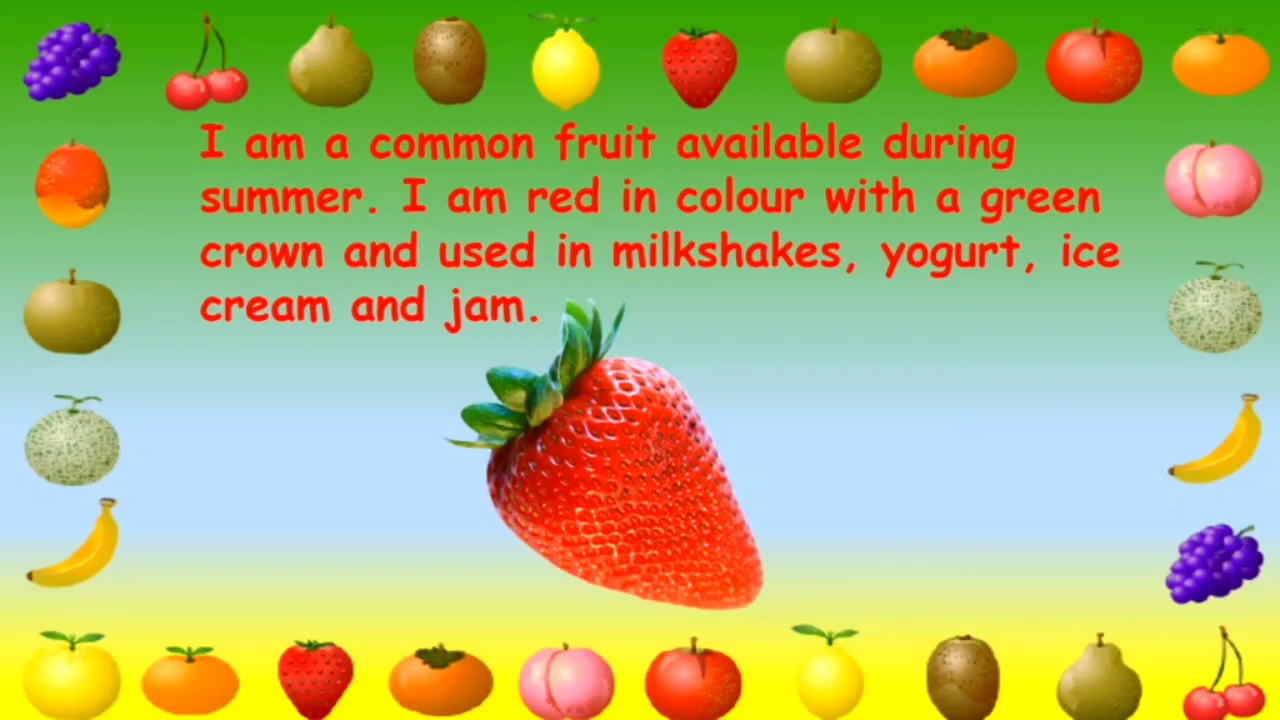 I am a common fruit available during
summer. I am red in colour with a green
crown and used in milkshakes, yogurt, ice
cream and jam.